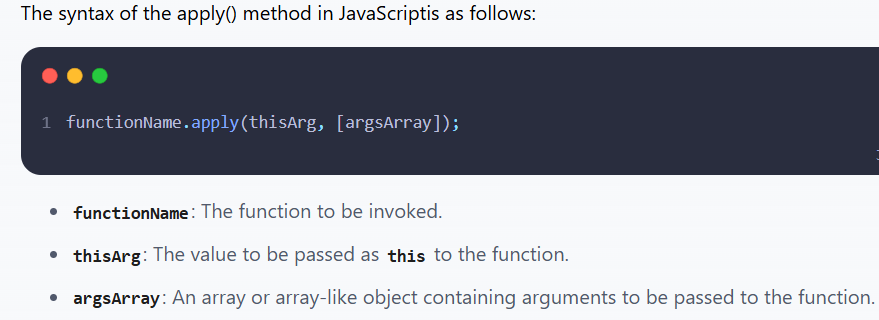 The syntax of the apply() method in JavaScriptis as follows:
1 functionName.apply(thisArg, [argsArray]);
functionName: The function to be invoked.
thisArg: The value to be passed as this to the function.
argsArray: An array or array-like object containing arguments to be passed to the function.